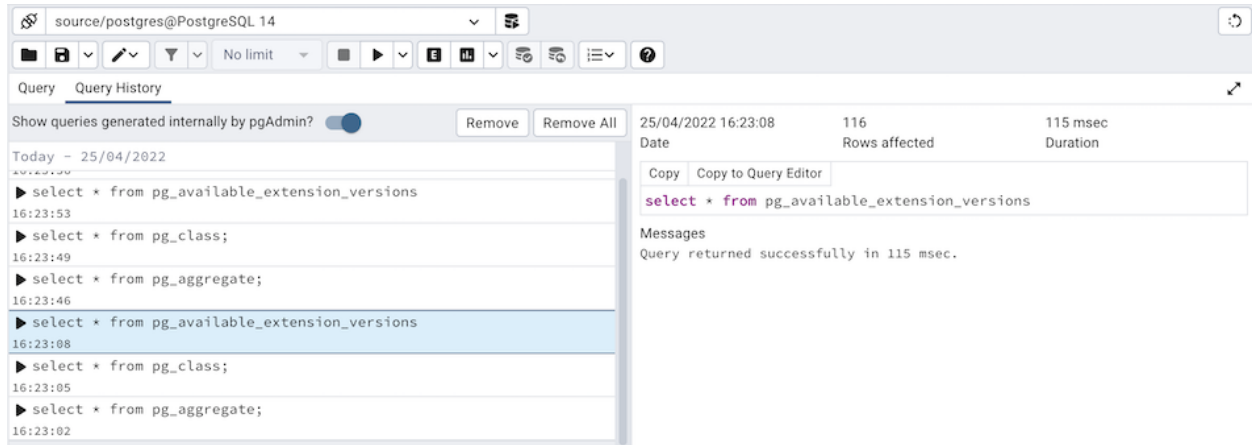 source/postgres@PostgreSQL 14
No limit
Query Query History
Show queries generated internally by pgAdmin? Remove Remove All
Today - 25/04/2022
select * from pg_available_extension_versions
16:23:53
select * from pg_class;
16:23:49
select * from pg_aggregate;
16:23:46
select * from pg_available_extension_versions
16:23:08
select * from pg_class;
16:23:05
select * from pg_aggregate;
16:23:02
25/04/2022 16:23:08 116 115 msec
Date Rows affected Duration
Copy Copy to Query Editor
select * from pg_available_extension_versions
Messages
Query returned successfully in 115 msec.